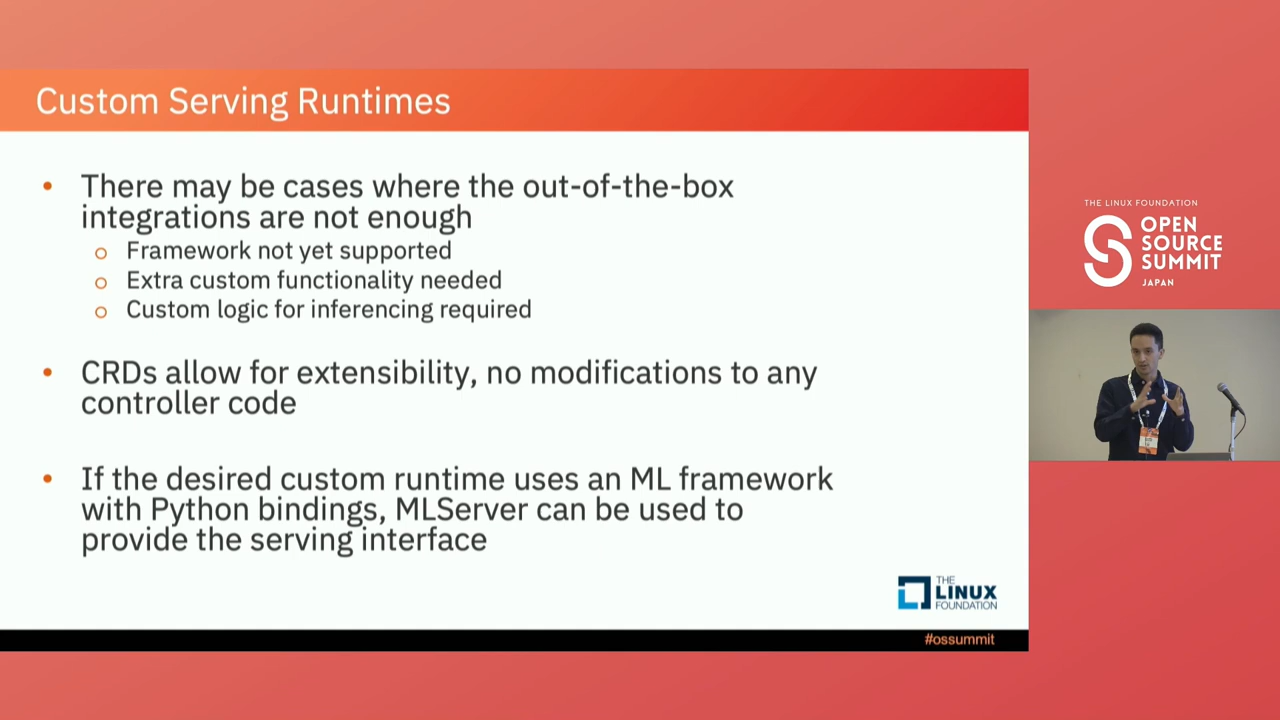 Custom Serving Runtimes
• There may be cases where the out-of-the-box
integrations are not enough
o Framework not yet supported
o Extra custom functionality needed
o Custom logic for inferencing required
• CRDs allow for extensibility, no modifications to any
controller code
• If the desired custom runtime uses an ML framework
with Python bindings, MLServer can be used to
provide the serving interface
THE
LINUX
FOUNDATION
#ossummit
THE LINUX FOUNDATION
OPEN
SOURCE
SUMMIT
JAPAN